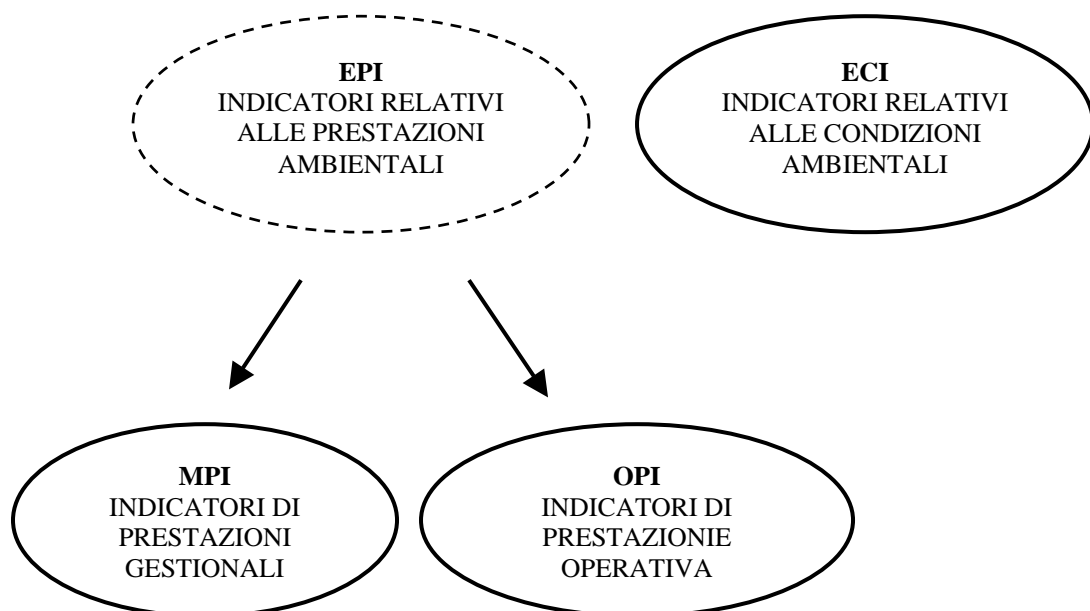 EPI
INDICATORI RELATIVI
ALLE PRESTAZIONI
AMBIENTALI
ECI
INDICATORI RELATIVI
ALLE CONDIZIONI
AMBIENTALI
MPI
INDICATORI DI
PRESTAZIONI
GESTIONALI
OPI
INDICATORI DI
PRESTAZIONIE
OPERATIVA